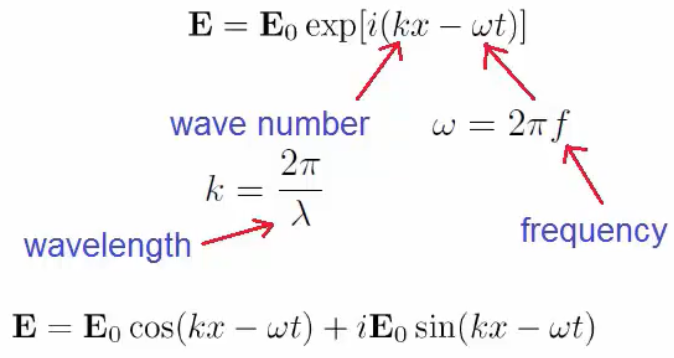 E = E₀ exp[i(kx − ωt)]
wave number
ω = 2πf
k = 2π/λ
wavelength
frequency
E = E₀ cos(kx − ωt) + iE₀ sin(kx − ωt)